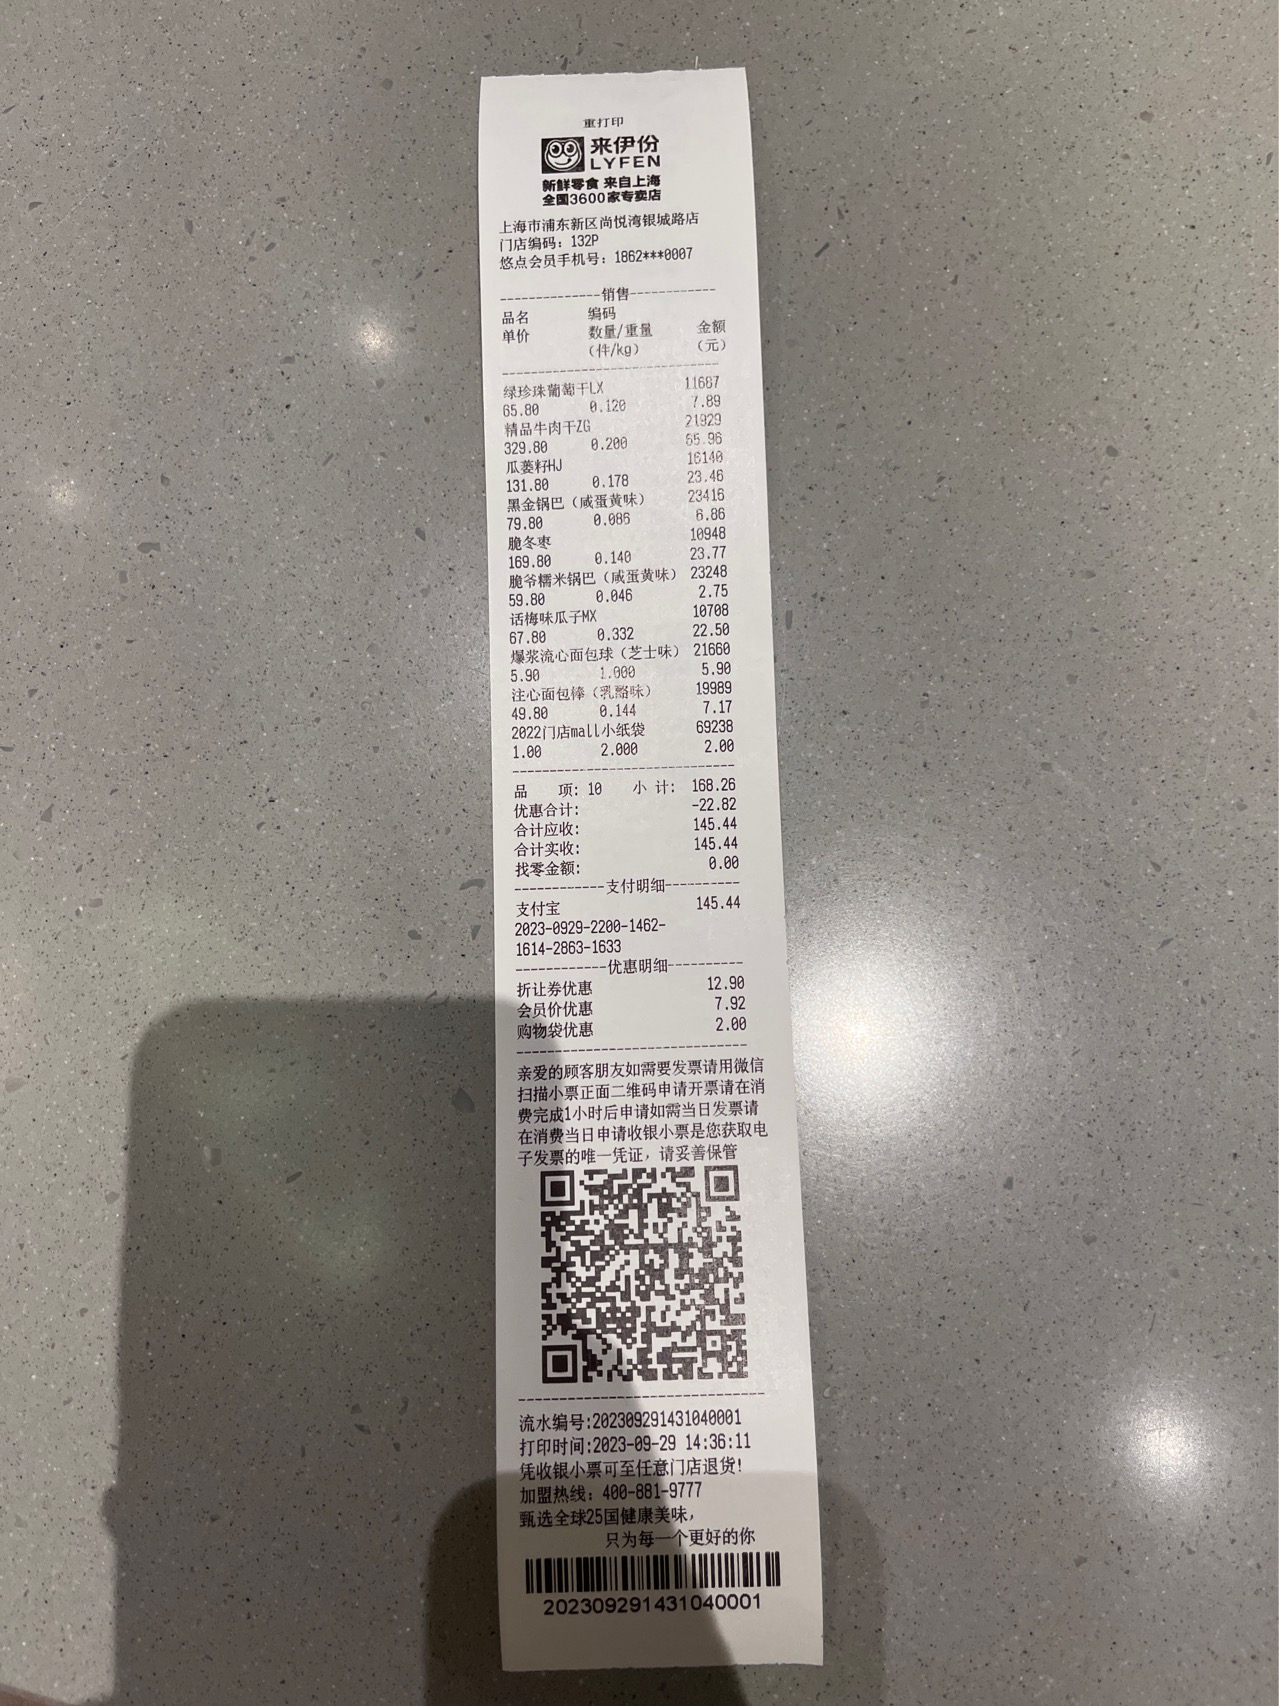 重打印
来伊份
LYFEN
新鲜零食 来自上海
全国3600家专卖店
上海市浦东新区尚悦湾银城路店
门店编码：132P
悠点会员手机号：1862***0007
--------------销售------------
品名 编码
单价 数量/重量 金额
（件/kg） （元）
------------------------------
绿珍珠葡萄干LX 11687
65.80 0.120 7.89
精品牛肉干ZG 21929
329.80 0.200 65.96
瓜蒌籽HJ 16140
131.80 0.178 23.46
黑金锅巴（咸蛋黄味） 23416
79.80 0.086 6.86
脆冬枣 10948
169.80 0.140 23.77
脆爷糯米锅巴（咸蛋黄味） 23248
59.80 0.046 2.75
话梅味瓜子MX 10708
67.80 0.332 22.50
爆浆流心面包球（芝士味） 21660
5.90 1.000 5.90
注心面包棒（乳酪味） 19989
49.80 0.144 7.17
2022门店mall小纸袋 69238
1.00 2.000 2.00
------------------------------
品 项: 10 小 计: 168.26
优惠合计: -22.82
合计应收: 145.44
合计实收: 145.44
找零金额: 0.00
------------支付明细----------
支付宝 145.44
2023-0929-2200-1462-
1614-2863-1633
------------优惠明细----------
折让券优惠 12.90
会员价优惠 7.92
购物袋优惠 2.00
------------------------------
亲爱的顾客朋友如需要发票请用微信
扫描小票正面二维码申请开票请在消
费完成1小时后申请如需当日发票请
在消费当日申请收银小票是您获取电
子发票的唯一凭证，请妥善保管
--------------------------------
流水编号:202309291431040001
打印时间:2023-09-29 14:36:11
凭收银小票可至任意门店退货!
加盟热线：400-881-9777
甄选全球25国健康美味，
只为每一个更好的你
202309291431040001